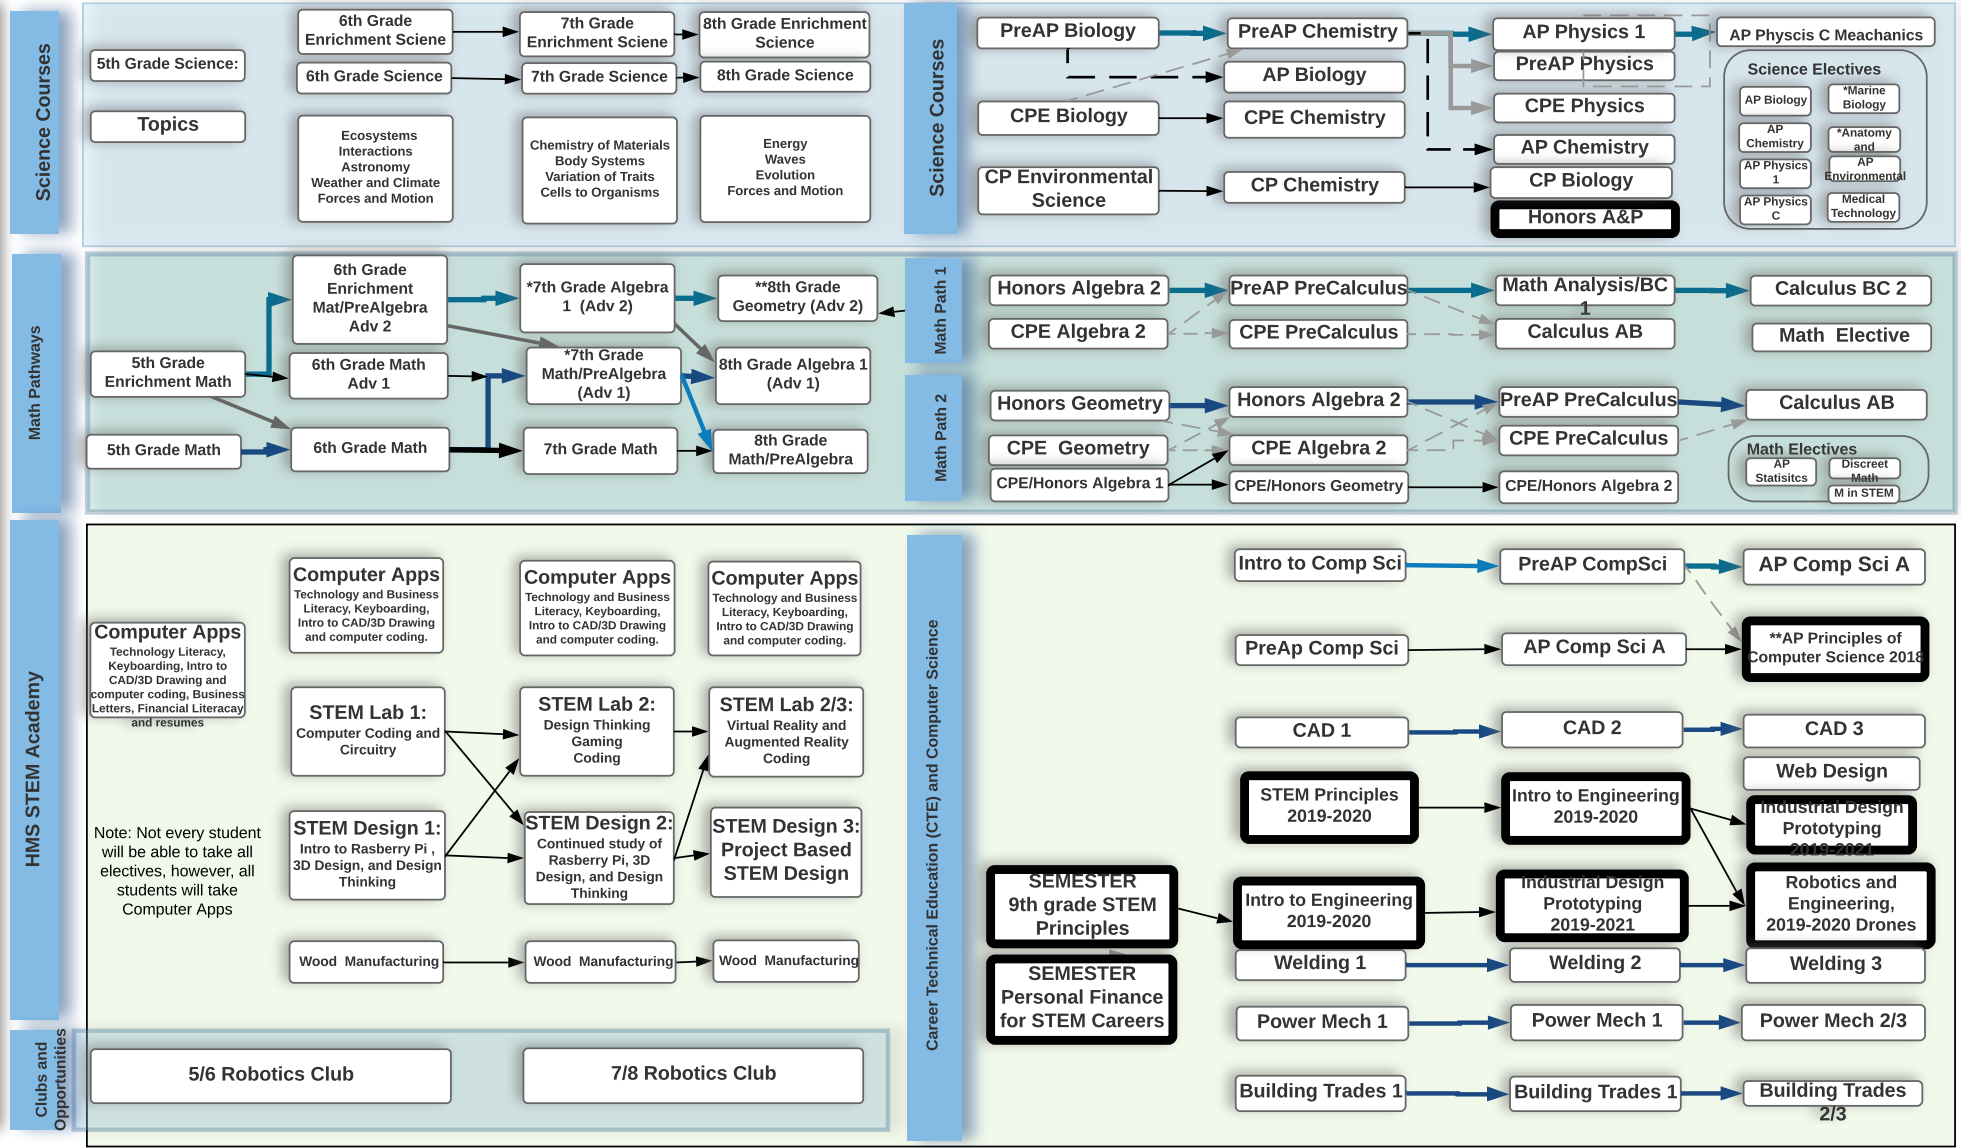 Science Courses
5th Grade Science:
Topics
6th Grade
Enrichment Sciene
7th Grade
Enrichment Sciene
8th Grade Enrichment
Science
6th Grade Science
7th Grade Science
8th Grade Science
Ecosystems
Interactions
Astronomy
Weather and Climate
Forces and Motion
Chemistry of Materials
Body Systems
Variation of Traits
Cells to Organisms
Energy
Waves
Evolution
Forces and Motion
Science Courses
PreAP Biology
PreAP Chemistry
AP Physics 1
AP Physcis C Meachanics
AP Biology
PreAP Physics
CPE Biology
CPE Chemistry
CPE Physics
AP Chemistry
CP Environmental
Science
CP Chemistry
CP Biology
Honors A&P
Science Electives
AP Biology
*Marine
Biology
AP
Chemistry
*Anatomy
and
AP Physics
1
AP
Environmental
AP Physics
C
Medical
Technology
Math Pathways
5th Grade
Enrichment Math
5th Grade Math
6th Grade
Enrichment
Mat/PreAlgebra
Adv 2
*7th Grade Algebra
1 (Adv 2)
**8th Grade
Geometry (Adv 2)
6th Grade Math
Adv 1
*7th Grade
Math/PreAlgebra
(Adv 1)
8th Grade Algebra 1
(Adv 1)
6th Grade Math
7th Grade Math
8th Grade
Math/PreAlgebra
Math Path 1
Honors Algebra 2
PreAP PreCalculus
Math Analysis/BC
1
Calculus BC 2
CPE Algebra 2
CPE PreCalculus
Calculus AB
Math Elective
Math Path 2
Honors Geometry
Honors Algebra 2
PreAP PreCalculus
Calculus AB
CPE Geometry
CPE Algebra 2
CPE PreCalculus
CPE/Honors Algebra 1
CPE/Honors Geometry
CPE/Honors Algebra 2
Math Electives
AP
Statisitcs
Discreet
Math
M in STEM
HMS STEM Academy
Computer Apps
Technology Literacy,
Keyboarding, Intro to
CAD/3D Drawing and
computer coding, Business
Letters, Financial Literacay
and resumes
Computer Apps
Technology and Business
Literacy, Keyboarding,
Intro to CAD/3D Drawing
and computer coding.
Computer Apps
Technology and Business
Literacy, Keyboarding,
Intro to CAD/3D Drawing
and computer coding.
Computer Apps
Technology and Business
Literacy, Keyboarding,
Intro to CAD/3D Drawing
and computer coding.
STEM Lab 1:
Computer Coding and
Circuitry
STEM Lab 2:
Design Thinking
Gaming
Coding
STEM Lab 2/3:
Virtual Reality and
Augmented Reality
Coding
Note: Not every student
will be able to take all
electives, however, all
students will take
Computer Apps
STEM Design 1:
Intro to Rasberry Pi ,
3D Design, and Design
Thinking
STEM Design 2:
Continued study of
Rasberry Pi, 3D
Design, and Design
Thinking
STEM Design 3:
Project Based
STEM Design
Wood Manufacturing
Wood Manufacturing
Wood Manufacturing
Clubs and
Opportunities
5/6 Robotics Club
7/8 Robotics Club
Career Technical Education (CTE) and Computer Science
Intro to Comp Sci
PreAP CompSci
AP Comp Sci A
PreAp Comp Sci
AP Comp Sci A
**AP Principles of
Computer Science 2018
CAD 1
CAD 2
CAD 3
Web Design
STEM Principles
2019-2020
Intro to Engineering
2019-2020
Industrial Design
Prototyping
2019-2021
SEMESTER
9th grade STEM
Principles
Intro to Engineering
2019-2020
Industrial Design
Prototyping
2019-2021
Robotics and
Engineering,
2019-2020 Drones
SEMESTER
Personal Finance
for STEM Careers
Welding 1
Welding 2
Welding 3
Power Mech 1
Power Mech 1
Power Mech 2/3
Building Trades 1
Building Trades 1
Building Trades
2/3